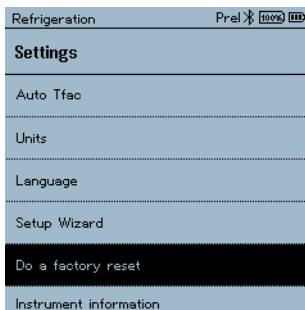 Refrigeration Prel 100%
Settings
Auto Tfac
Units
Language
Setup Wizard
Do a factory reset
Instrument information